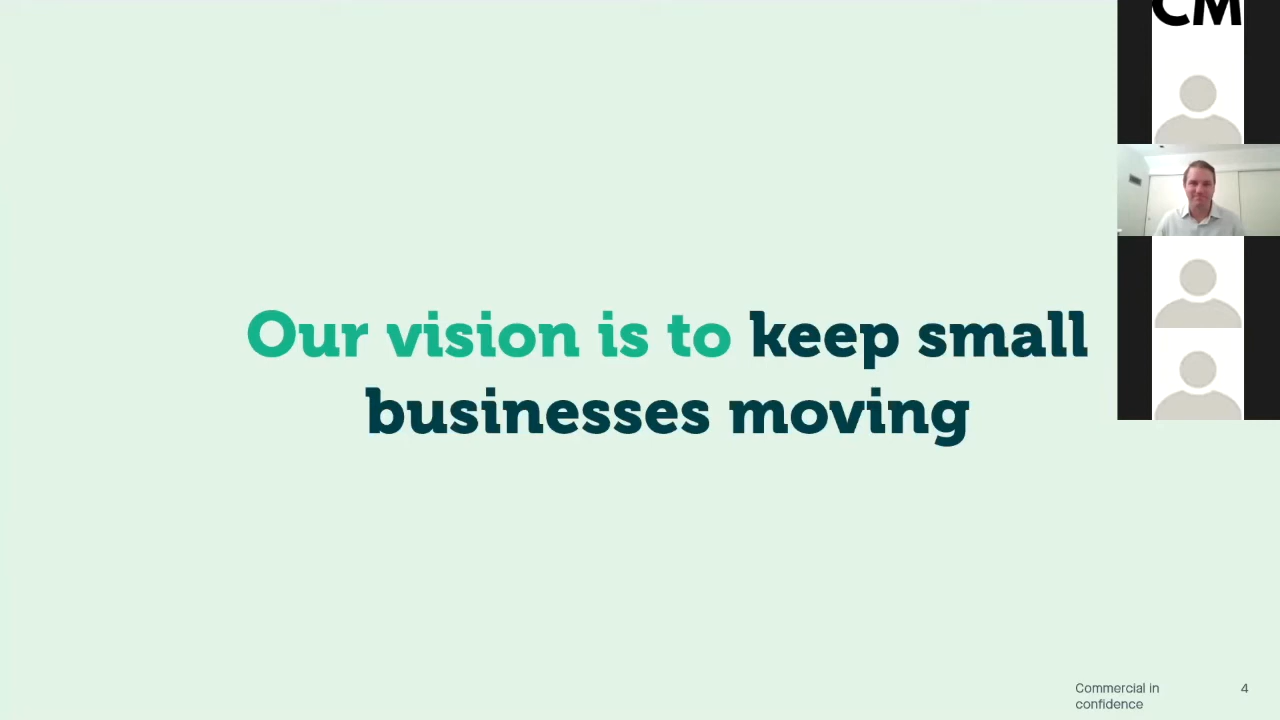 CM
Our vision is to keep small
businesses moving
Commercial in
confidence
4